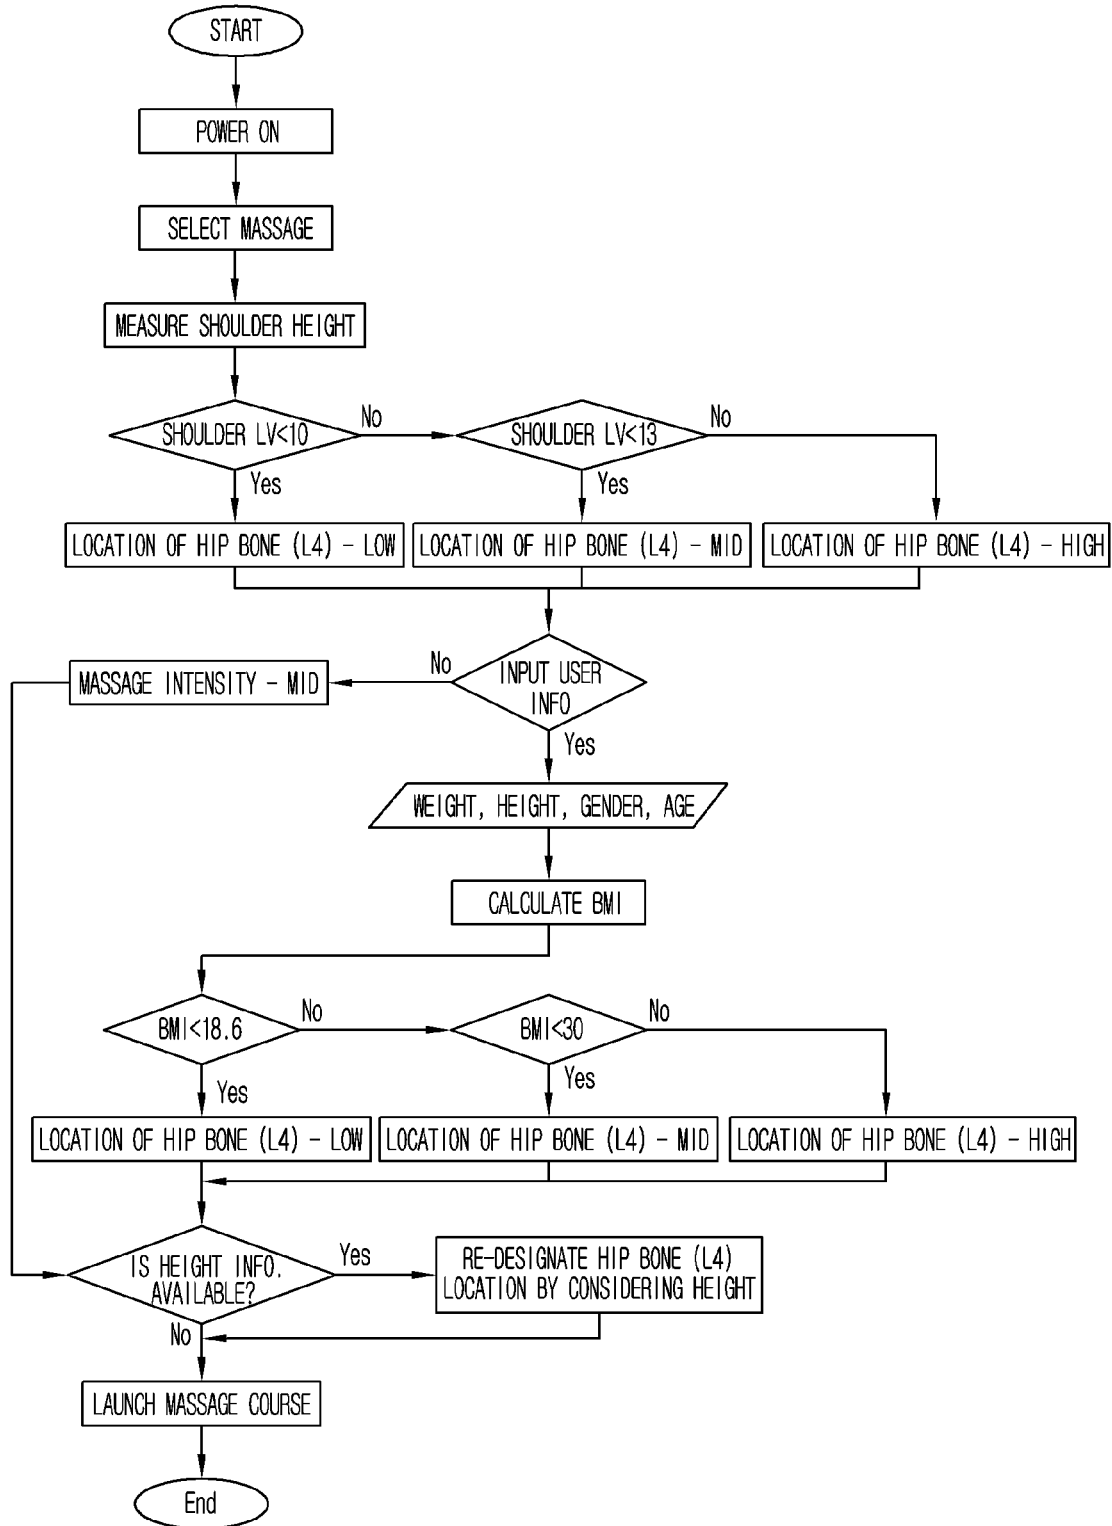 START
POWER ON
SELECT MASSAGE
MEASURE SHOULDER HEIGHT
SHOULDER LV<10
No
SHOULDER LV<13
No
Yes
Yes
LOCATION OF HIP BONE (L4) - LOW
LOCATION OF HIP BONE (L4) - MID
LOCATION OF HIP BONE (L4) - HIGH
MASSAGE INTENSITY - MID
No
INPUT USER
INFO
Yes
WEIGHT, HEIGHT, GENDER, AGE
CALCULATE BMI
BMI<18.6
No
BMI<30
No
Yes
Yes
LOCATION OF HIP BONE (L4) - LOW
LOCATION OF HIP BONE (L4) - MID
LOCATION OF HIP BONE (L4) - HIGH
IS HEIGHT INFO.
AVAILABLE?
Yes
RE-DESIGNATE HIP BONE (L4)
LOCATION BY CONSIDERING HEIGHT
No
LAUNCH MASSAGE COURSE
End